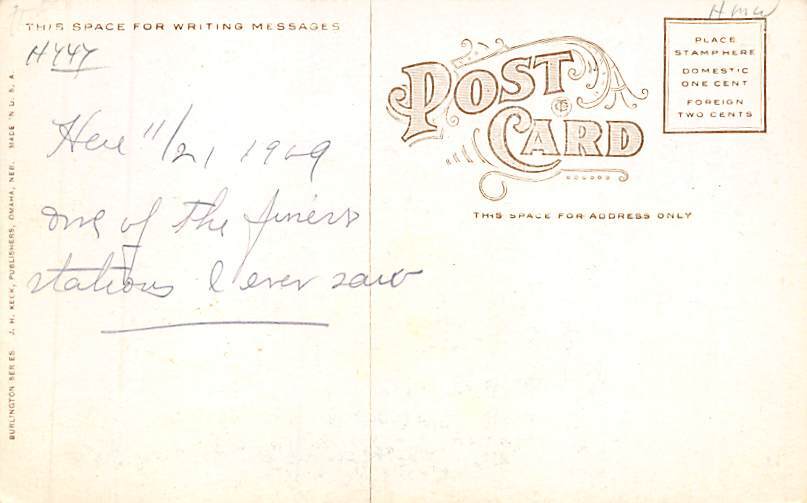 THIS SPACE FOR WRITING MESSAGES
H447
Here 11/21 1909
one of the finest
stations I ever saw
BURLINGTON SERIES J. H. KECK, PUBLISHERS, OMAHA, NEB. MADE IN U. S. A.
POST
CARD
THIS SPACE FOR ADDRESS ONLY
PLACE
STAMP HERE
DOMESTIC
ONE CENT
FOREIGN
TWO CENTS